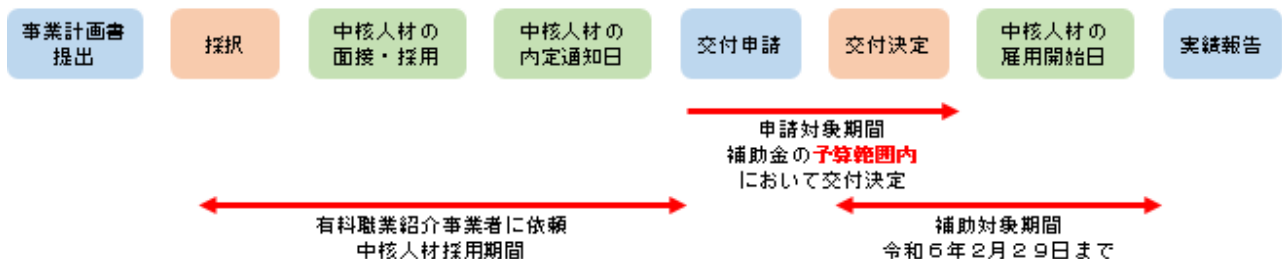 事業計画書
提出
採択
中核人材の
面接・採用
中核人材の
内定通知日
交付申請
交付決定
中核人材の
雇用開始日
実績報告
申請対象期間
補助金の予算範囲内
において交付決定
有料職業紹介事業者に依頼
中核人材採用期間
補助対象期間
令和６年２月２９日まで